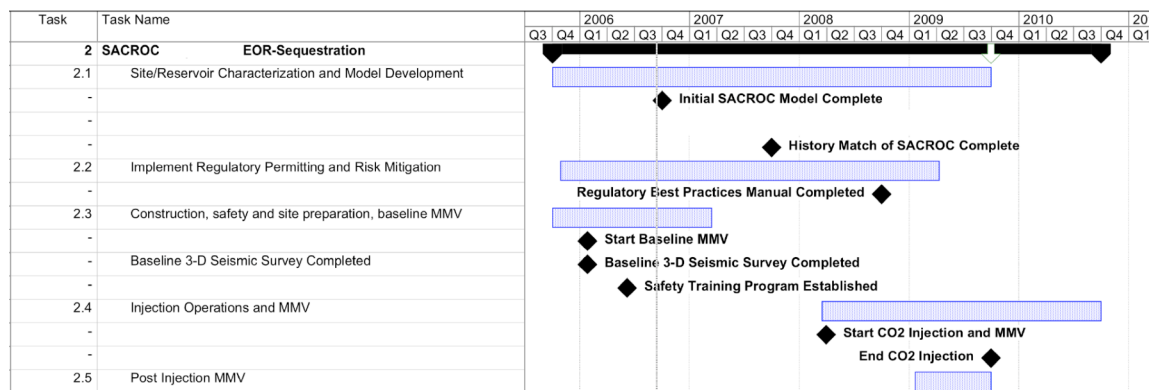 Task Task Name 2006 2007 2008 2009 2010 20
Q3 Q4 Q1 Q2 Q3 Q4 Q1 Q2 Q3 Q4 Q1 Q2 Q3 Q4 Q1 Q2 Q3 Q4 Q1 Q2 Q3 Q4 Q1
2 SACROC EOR-Sequestration
2.1 Site/Reservoir Characterization and Model Development
- Initial SACROC Model Complete
-
- History Match of SACROC Complete
2.2 Implement Regulatory Permitting and Risk Mitigation
- Regulatory Best Practices Manual Completed
2.3 Construction, safety and site preparation, baseline MMV
- Start Baseline MMV
- Baseline 3-D Seismic Survey Completed Baseline 3-D Seismic Survey Completed
- Safety Training Program Established
2.4 Injection Operations and MMV
- Start CO2 Injection and MMV
- End CO2 Injection
2.5 Post Injection MMV